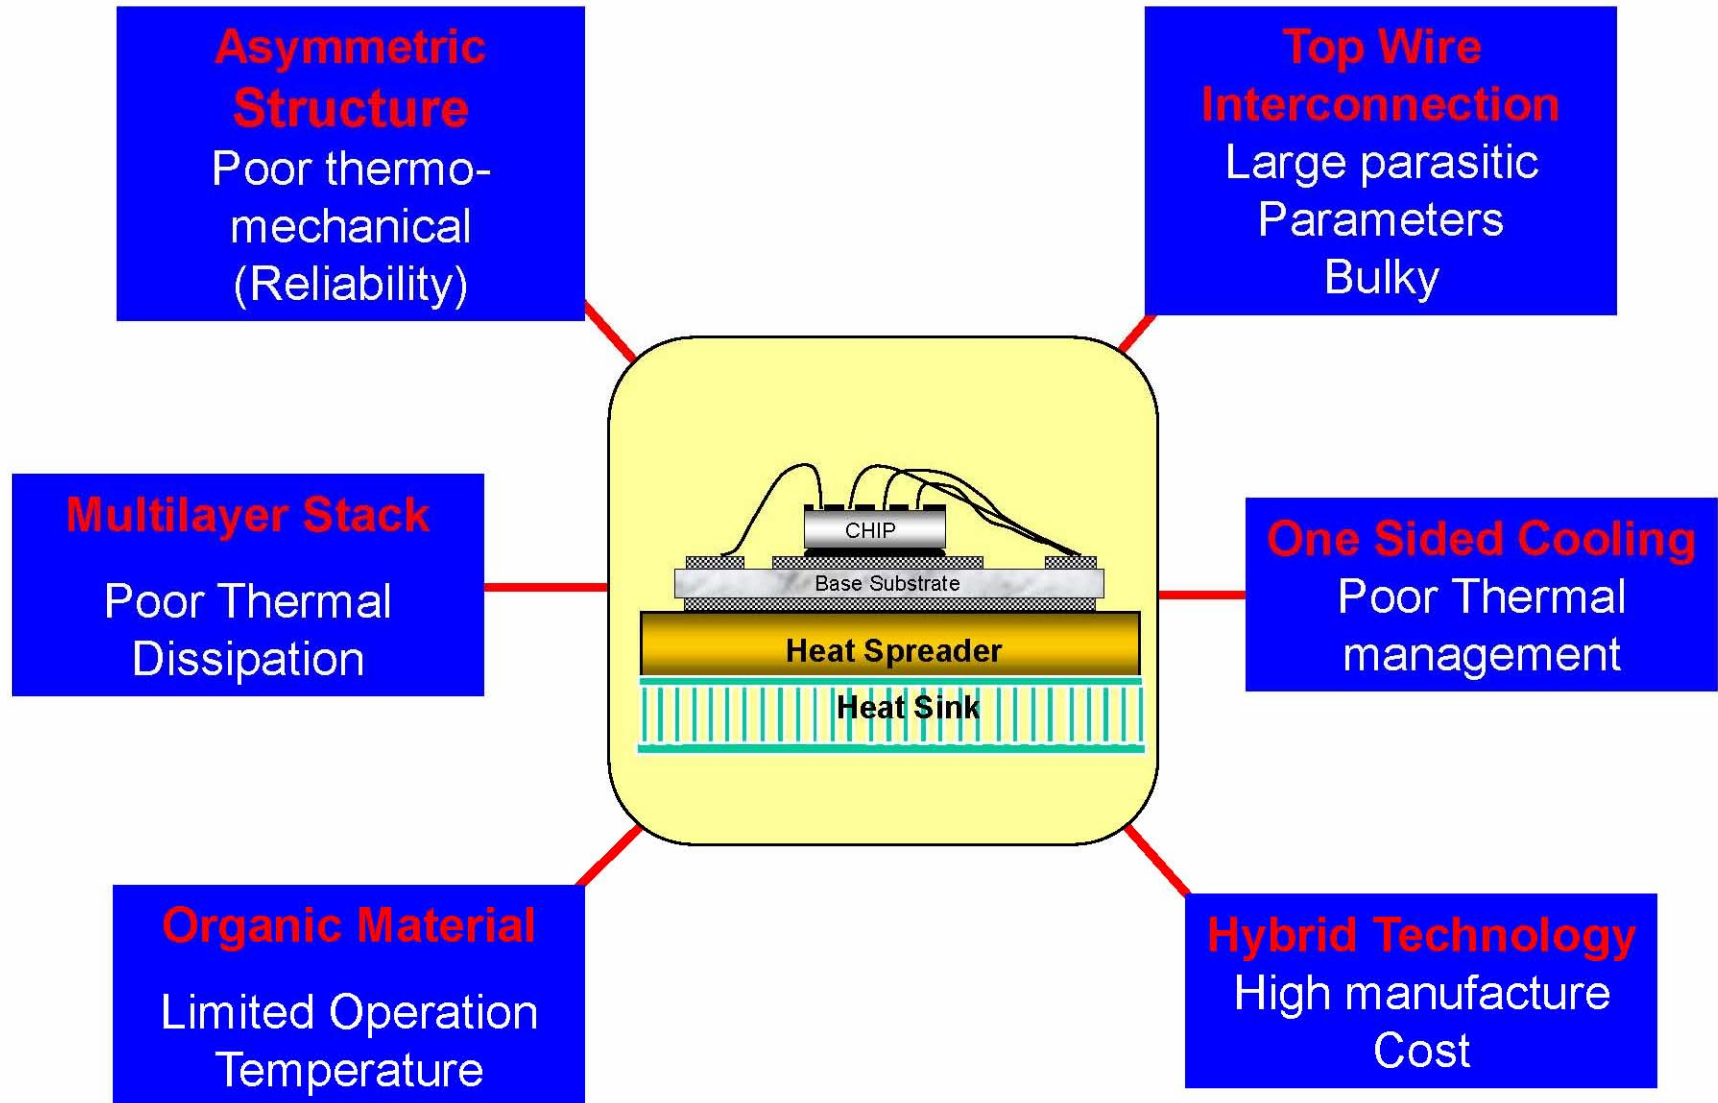 Asymmetric
Structure
Poor thermo-
mechanical
(Reliability)
Top Wire
Interconnection
Large parasitic
Parameters
Bulky
Multilayer Stack
Poor Thermal
Dissipation
CHIP
Base Substrate
Heat Spreader
Heat Sink
One Sided Cooling
Poor Thermal
management
Organic Material
Limited Operation
Temperature
Hybrid Technology
High manufacture
Cost